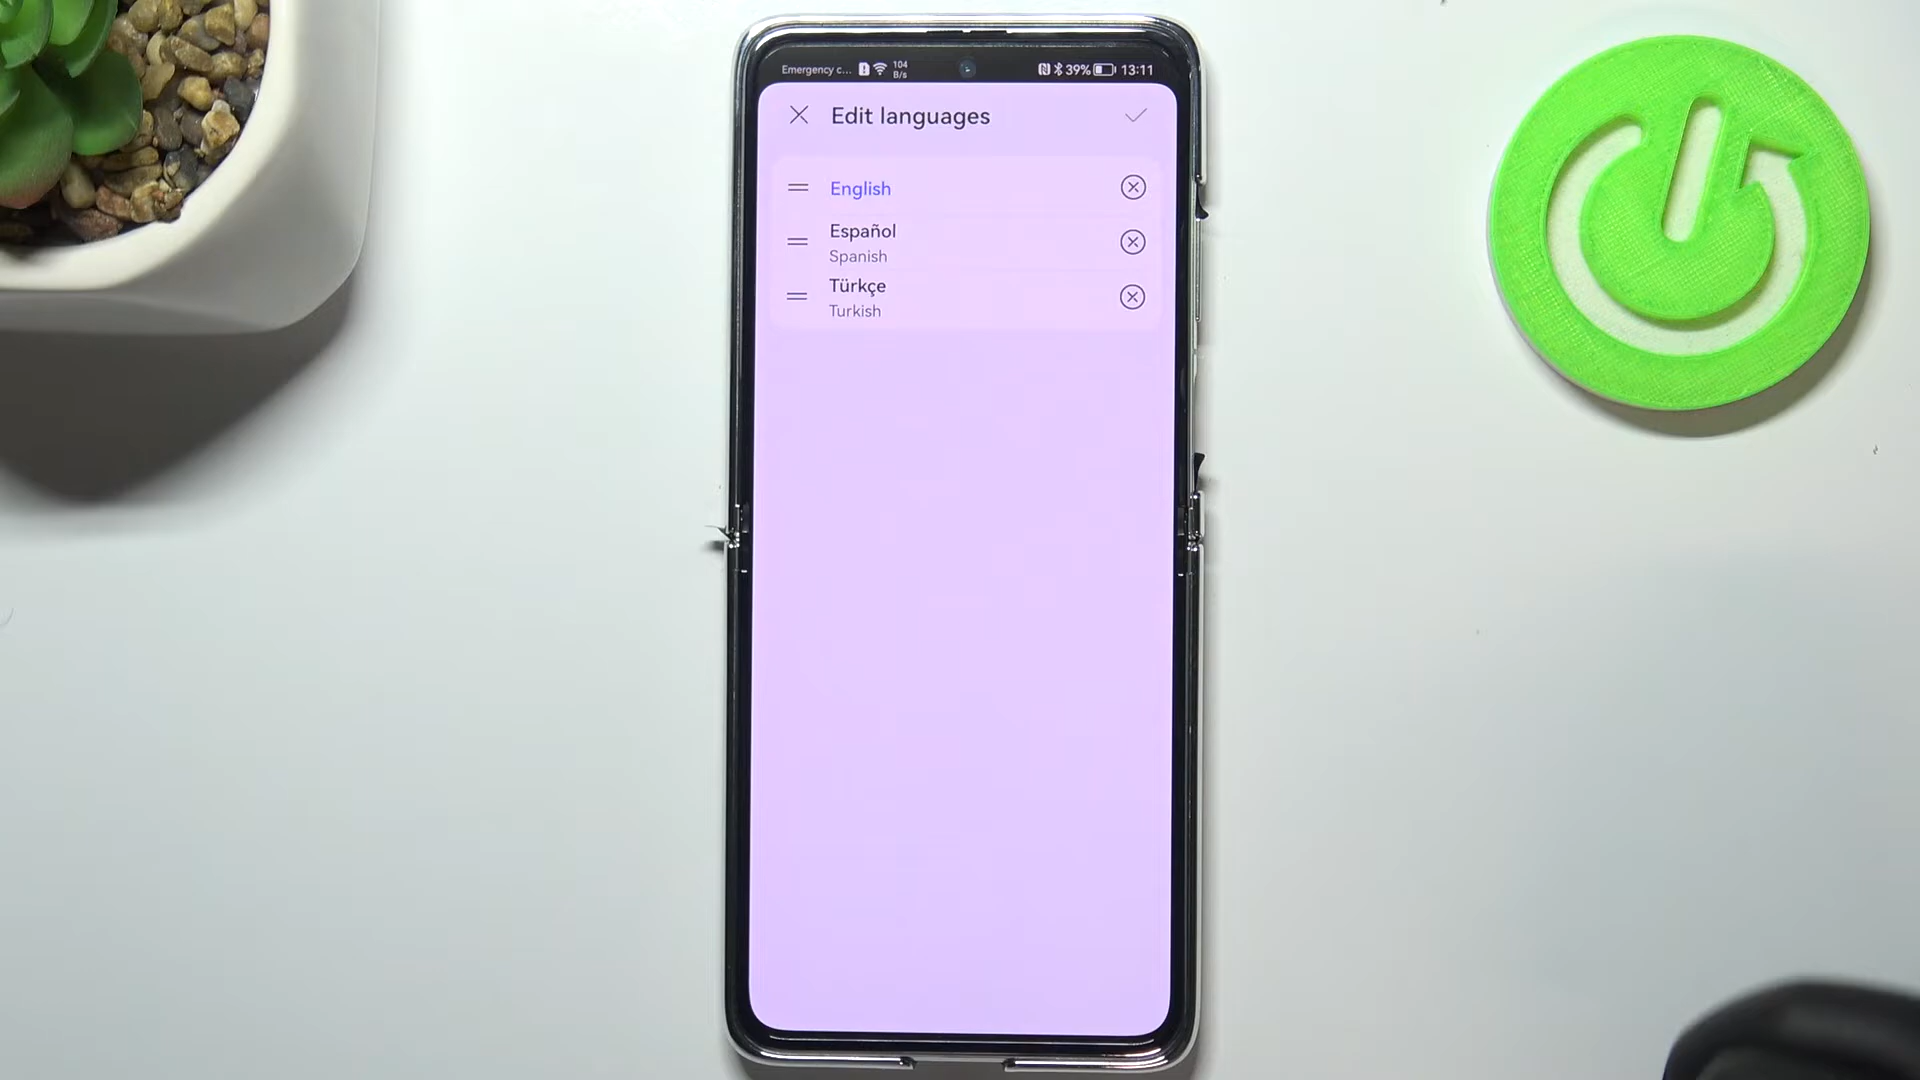 Emergency c... 104 B/s 39% 13:11
Edit languages
English
Español
Spanish
Türkçe
Turkish